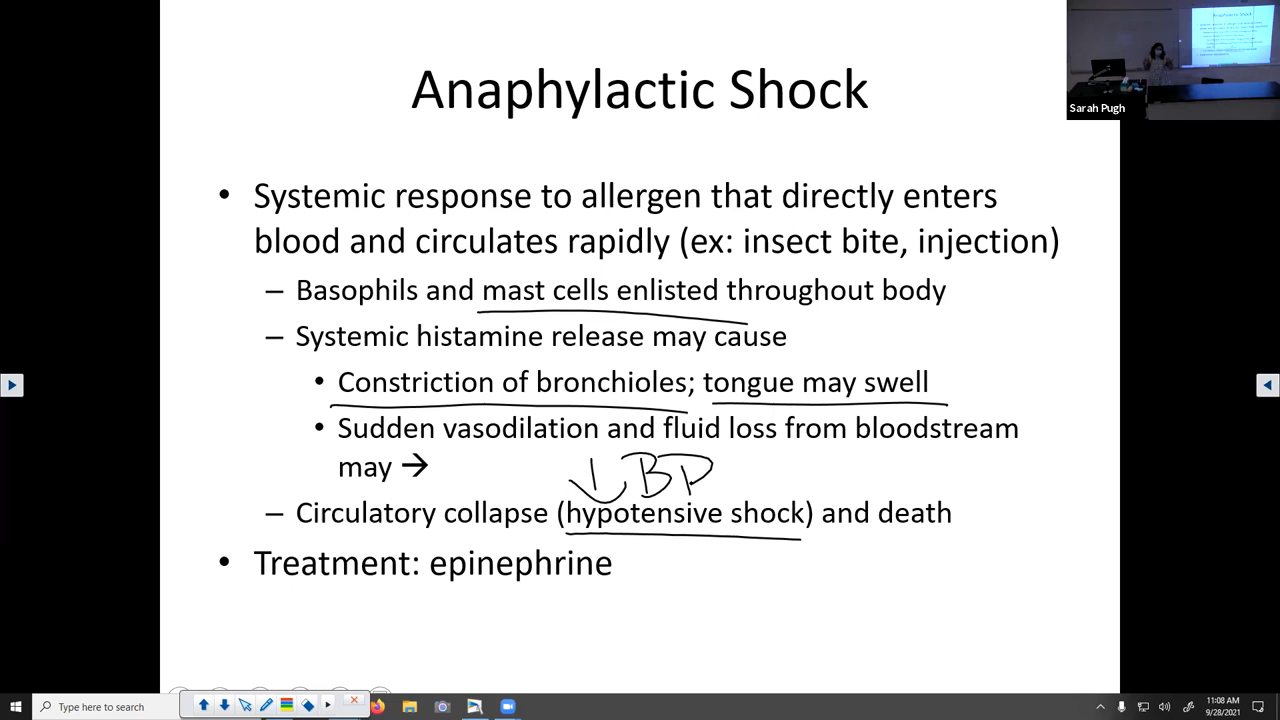 Anaphylactic Shock
Sarah Pugh
• Systemic response to allergen that directly enters
blood and circulates rapidly (ex: insect bite, injection)
– Basophils and mast cells enlisted throughout body
– Systemic histamine release may cause
• Constriction of bronchioles; tongue may swell
• Sudden vasodilation and fluid loss from bloodstream
may →
↓ BP
– Circulatory collapse (hypotensive shock) and death
• Treatment: epinephrine
Type here to search
11:08 AM
9/28/2021